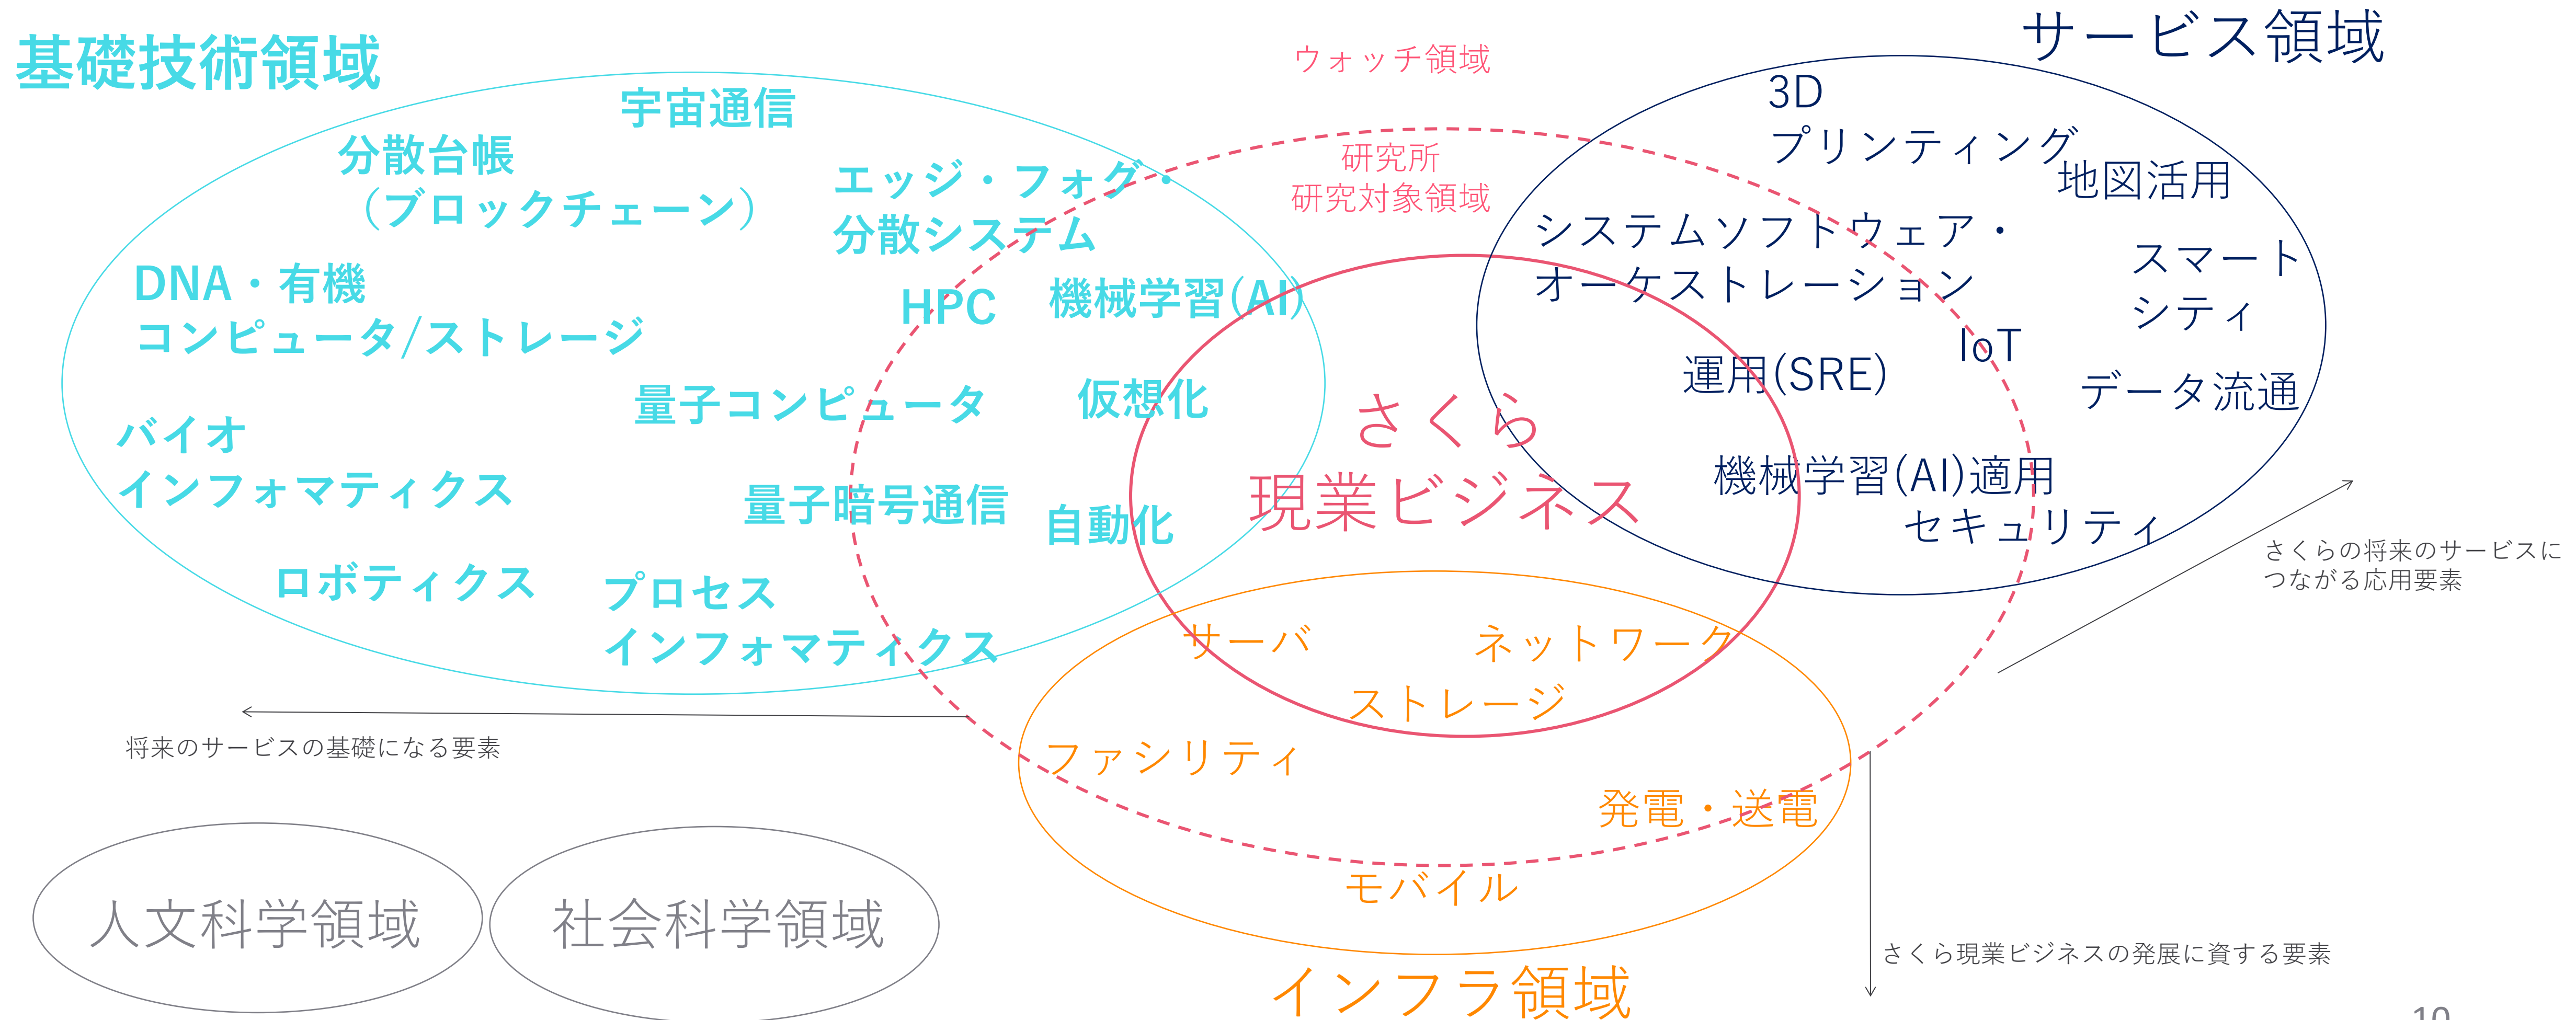 基礎技術領域
宇宙通信
分散台帳
（ブロックチェーン）
エッジ・フォグ・
分散システム
DNA・有機
コンピュータ/ストレージ
HPC
機械学習(AI)
量子コンピュータ
仮想化
バイオ
インフォマティクス
量子暗号通信
自動化
ロボティクス
プロセス
インフォマティクス
将来のサービスの基礎になる要素
人文科学領域
社会科学領域
ウォッチ領域
研究所
研究対象領域
さくら
現業ビジネス
サービス領域
3D
プリンティング
地図活用
システムソフトウェア・
オーケストレーション
スマート
シティ
IoT
運用(SRE)
データ流通
機械学習(AI)適用
セキュリティ
さくらの将来のサービスに
つながる応用要素
サーバ
ネットワーク
ストレージ
ファシリティ
発電・送電
モバイル
インフラ領域
さくら現業ビジネスの発展に資する要素
10